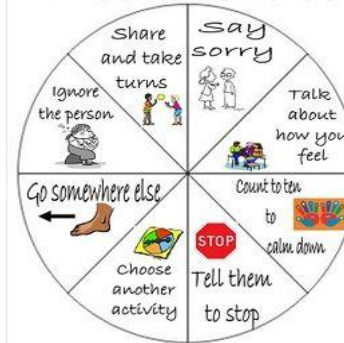 Say
sorry
Talk
about
how you
feel
Count to ten
to
calm down
STOP
Tell them
to stop
Choose
another
activity
Go somewhere else
Ignore
the person
Share
and take
turns